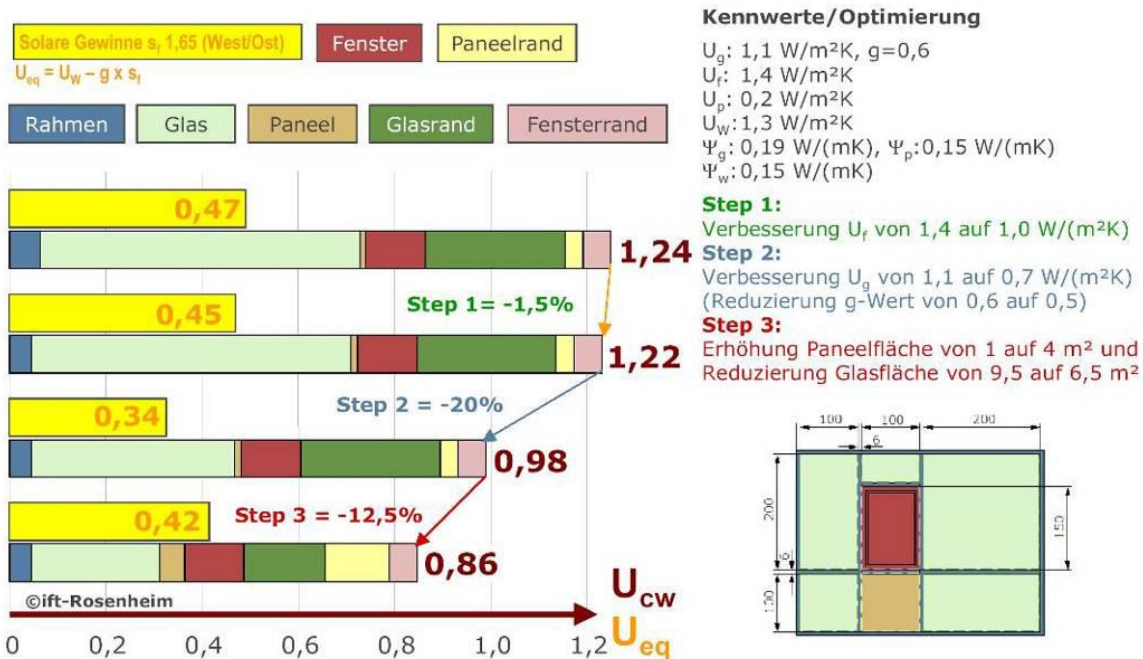 Solare Gewinne sf 1,65 (West/Ost)
Fenster
Paneelrand
Ueq = UW – g x sf
Rahmen
Glas
Paneel
Glasrand
Fensterrand
0,47
1,24
Step 1= -1,5%
0,45
1,22
Step 2 = -20%
0,34
0,98
Step 3 = -12,5%
0,42
0,86
©ift-Rosenheim
Ucw
Ueq
0 0,2 0,4 0,6 0,8 1,0 1,2
Kennwerte/Optimierung
Ug: 1,1 W/m²K, g=0,6
Uf: 1,4 W/m²K
Up: 0,2 W/m²K
UW:1,3 W/m²K
Ψg: 0,19 W/(mK), Ψp:0,15 W/(mK)
Ψw: 0,15 W/(mK)
Step 1:
Verbesserung Uf von 1,4 auf 1,0 W/(m²K)
Step 2:
Verbesserung Ug von 1,1 auf 0,7 W/(m²K)
(Reduzierung g-Wert von 0,6 auf 0,5)
Step 3:
Erhöhung Paneelfläche von 1 auf 4 m² und
Reduzierung Glasfläche von 9,5 auf 6,5 m²
100 100 200
6
200
150
6
100